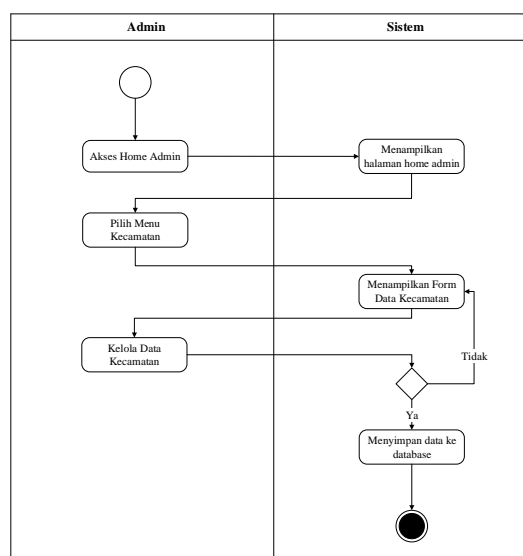 Admin
Sistem
Akses Home Admin
Menampilkan
halaman home admin
Pilih Menu
Kecamatan
Menampilkan Form
Data Kecamatan
Kelola Data
Kecamatan
Tidak
Ya
Menyimpan data ke
database